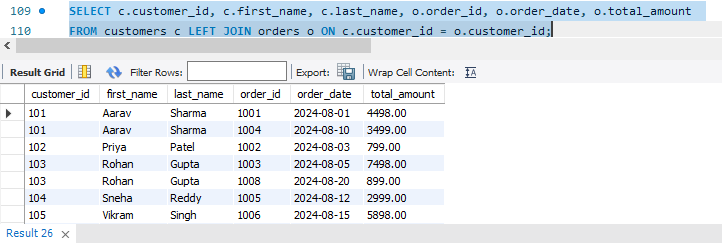 109 SELECT c.customer_id, c.first_name, c.last_name, o.order_id, o.order_date, o.total_amount
110 FROM customers c LEFT JOIN orders o ON c.customer_id = o.customer_id;
Result Grid Filter Rows: Export: Wrap Cell Content:
customer_id first_name last_name order_id order_date total_amount
101 Aarav Sharma 1001 2024-08-01 4498.00
101 Aarav Sharma 1004 2024-08-10 3499.00
102 Priya Patel 1002 2024-08-03 799.00
103 Rohan Gupta 1003 2024-08-05 7498.00
103 Rohan Gupta 1008 2024-08-20 899.00
104 Sneha Reddy 1005 2024-08-12 2999.00
105 Vikram Singh 1006 2024-08-15 5898.00
Result 26